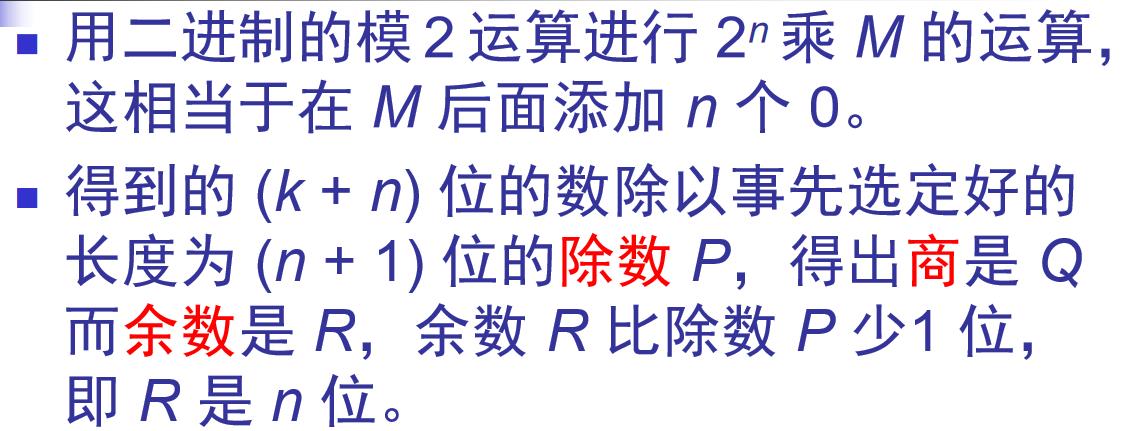 用二进制的模 2 运算进行 2ⁿ 乘 M 的运算,
这相当于在 M 后面添加 n 个 0。
得到的 (k + n) 位的数除以事先选定好的
长度为 (n + 1) 位的除数 P，得出商是 Q
而余数是 R，余数 R 比除数 P 少1 位,
即 R 是 n 位。